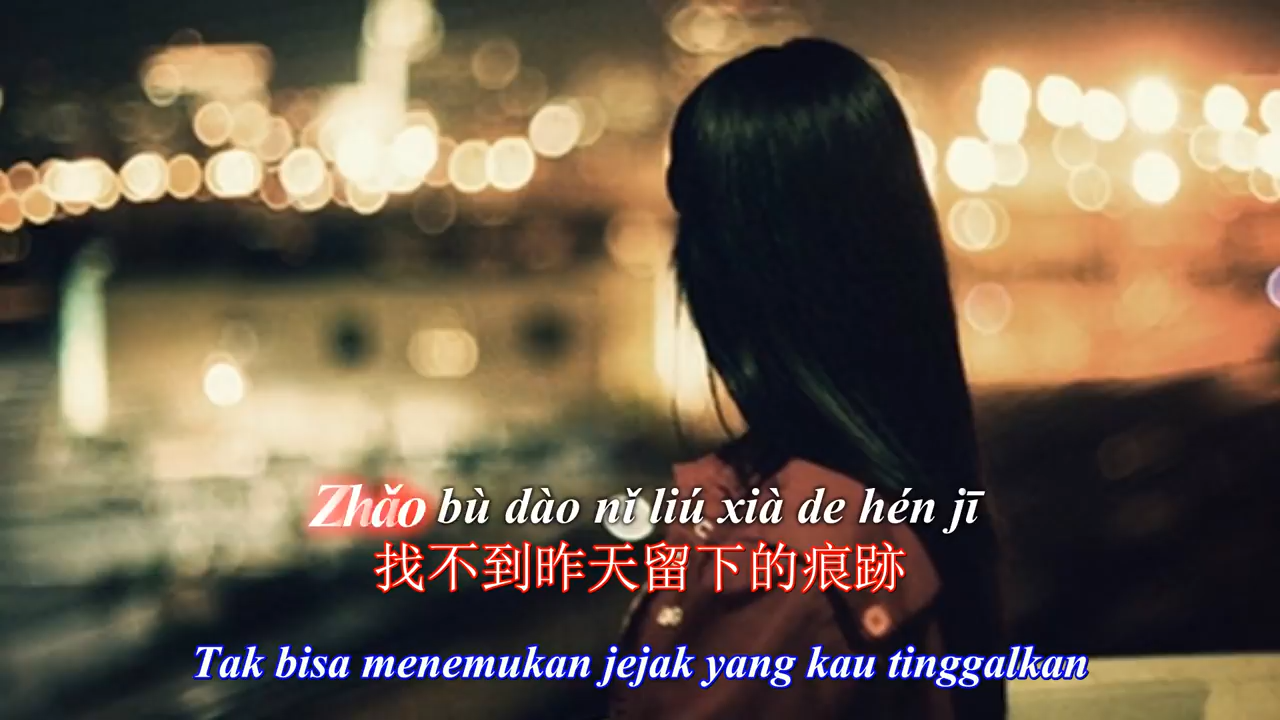 Zhǎo bù dào nǐ liú xià de hén jī
找不到昨天留下的痕跡
Tak bisa menemukan jejak yang kau tinggalkan